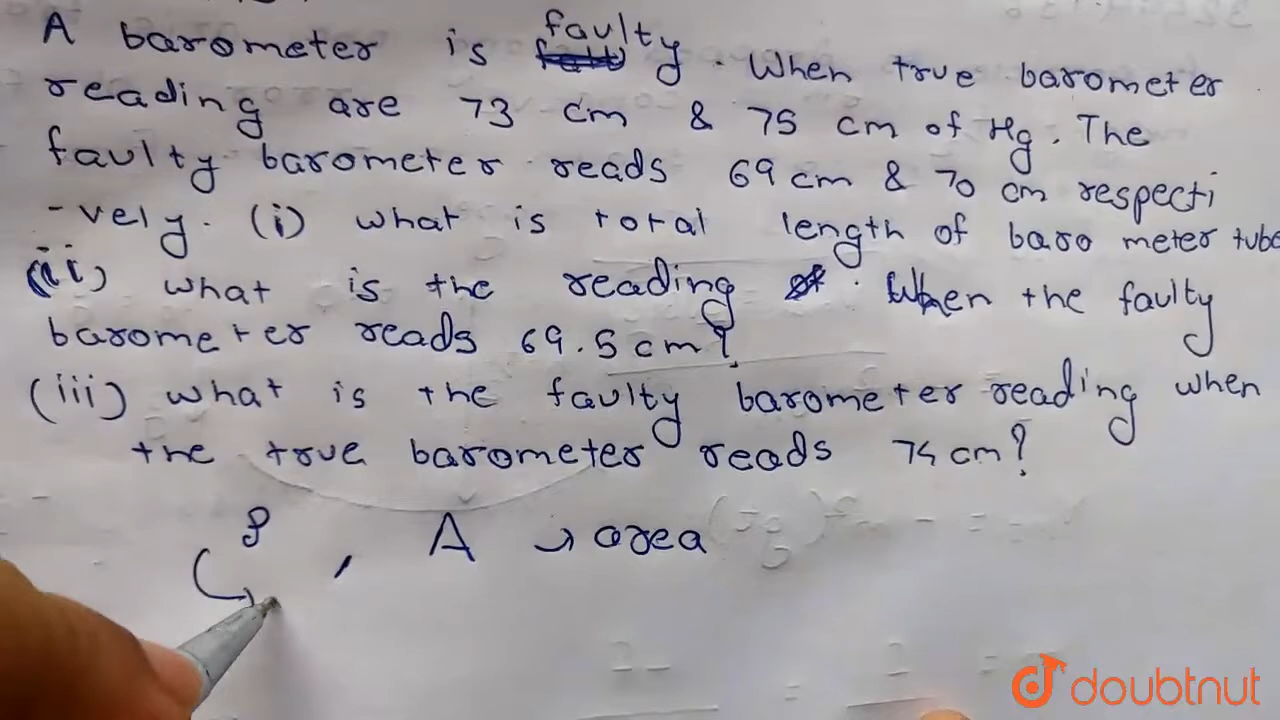 A barometer is faulty. When true barometer
reading are 73 cm & 75 cm of Hg. The
faulty barometer reads 69 cm & 70 cm respecti
-vely. (i) what is total length of baro meter tube
(ii) what is the reading . When the faulty
barometer reads 69.5 cm?
(iii) what is the faulty barometer reading when
the true barometer reads 74 cm?
ρ , A → area
doubtnut